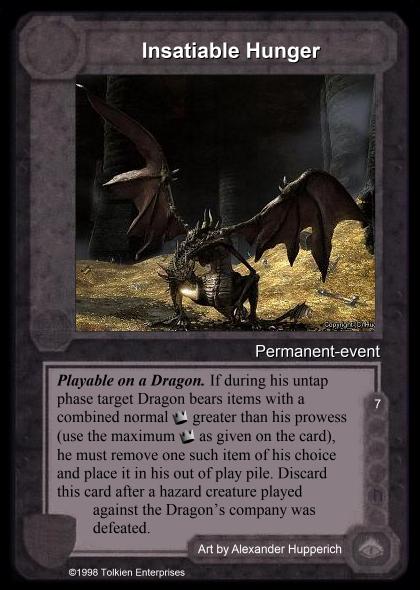 Insatiable Hunger
Permanent-event
Playable on a Dragon. If during his untap
phase target Dragon bears items with a
combined normal greater than his prowess
(use the maximum as given on the card),
he must remove one such item of his choice
and place it in his out of play pile. Discard
this card after a hazard creature played
against the Dragon's company was
defeated.
7
Art by Alexander Hupperich
©1998 Tolkien Enterprises